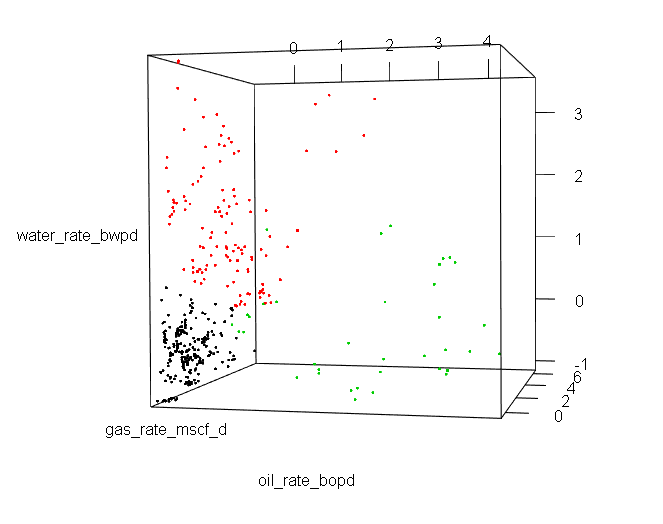 0 1 2 3 4
3
2
water_rate_bwpd
1
0
-1
6
4
2
0
gas_rate_mscf_d
oil_rate_bopd